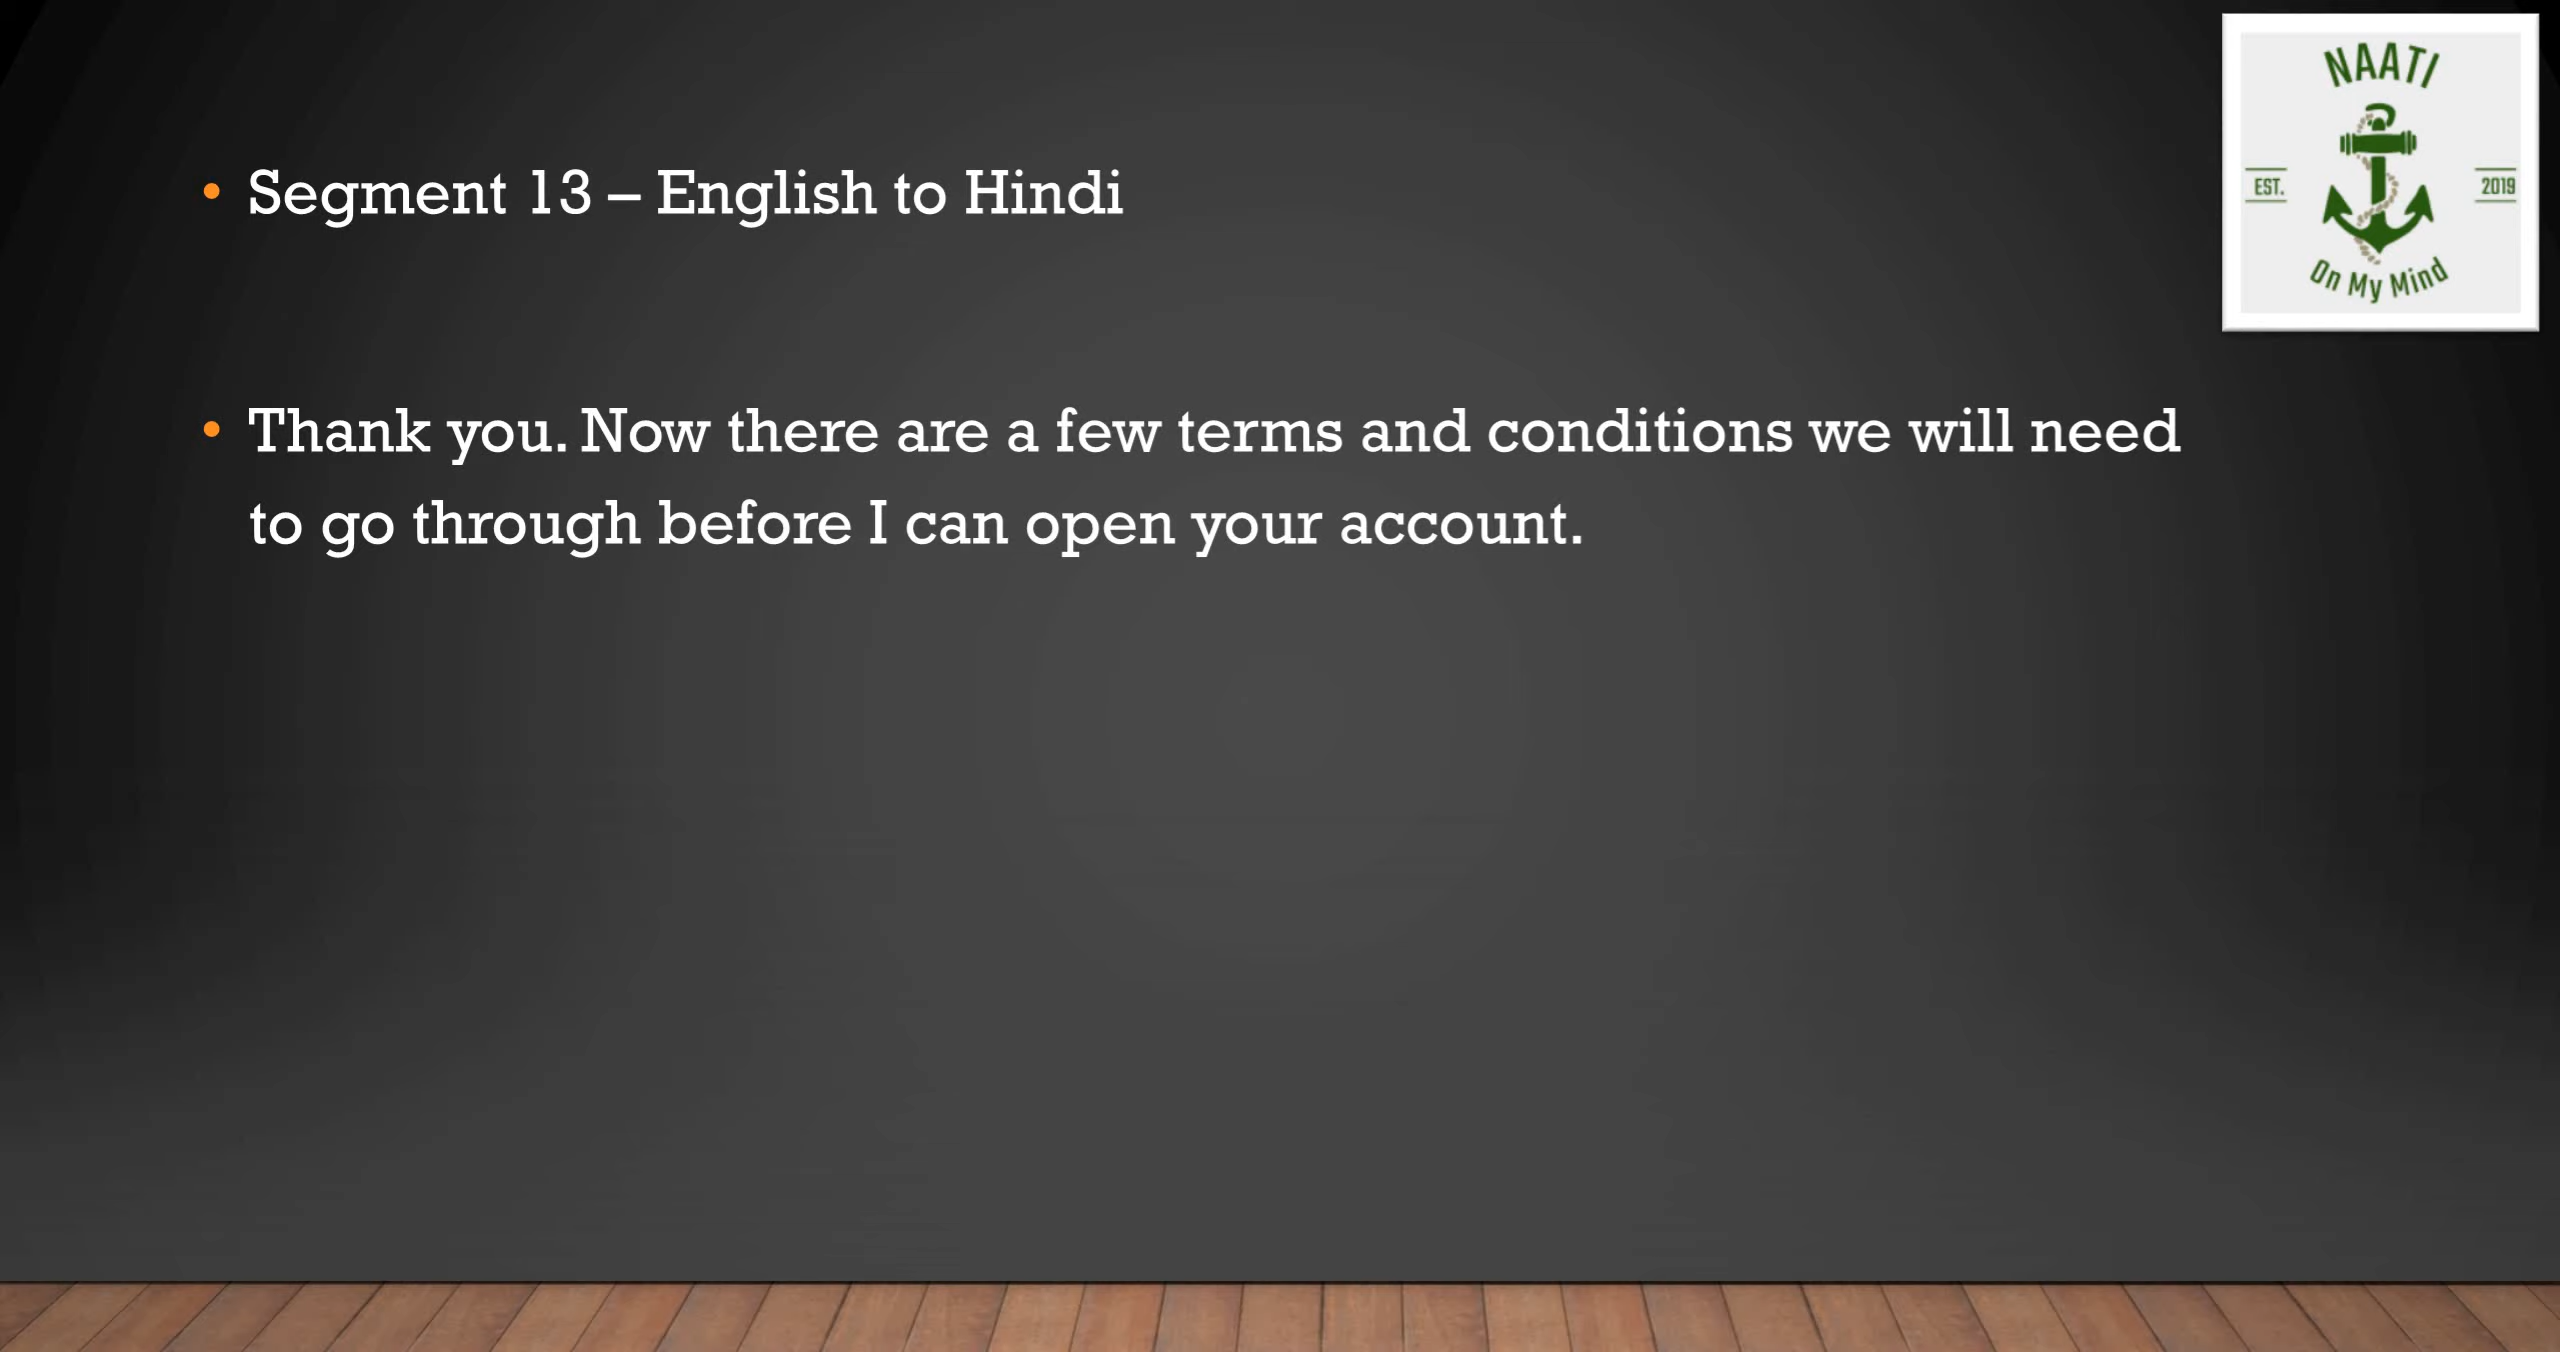 NAATI
EST. 2019
On My Mind
• Segment 13 – English to Hindi
• Thank you. Now there are a few terms and conditions we will need
to go through before I can open your account.